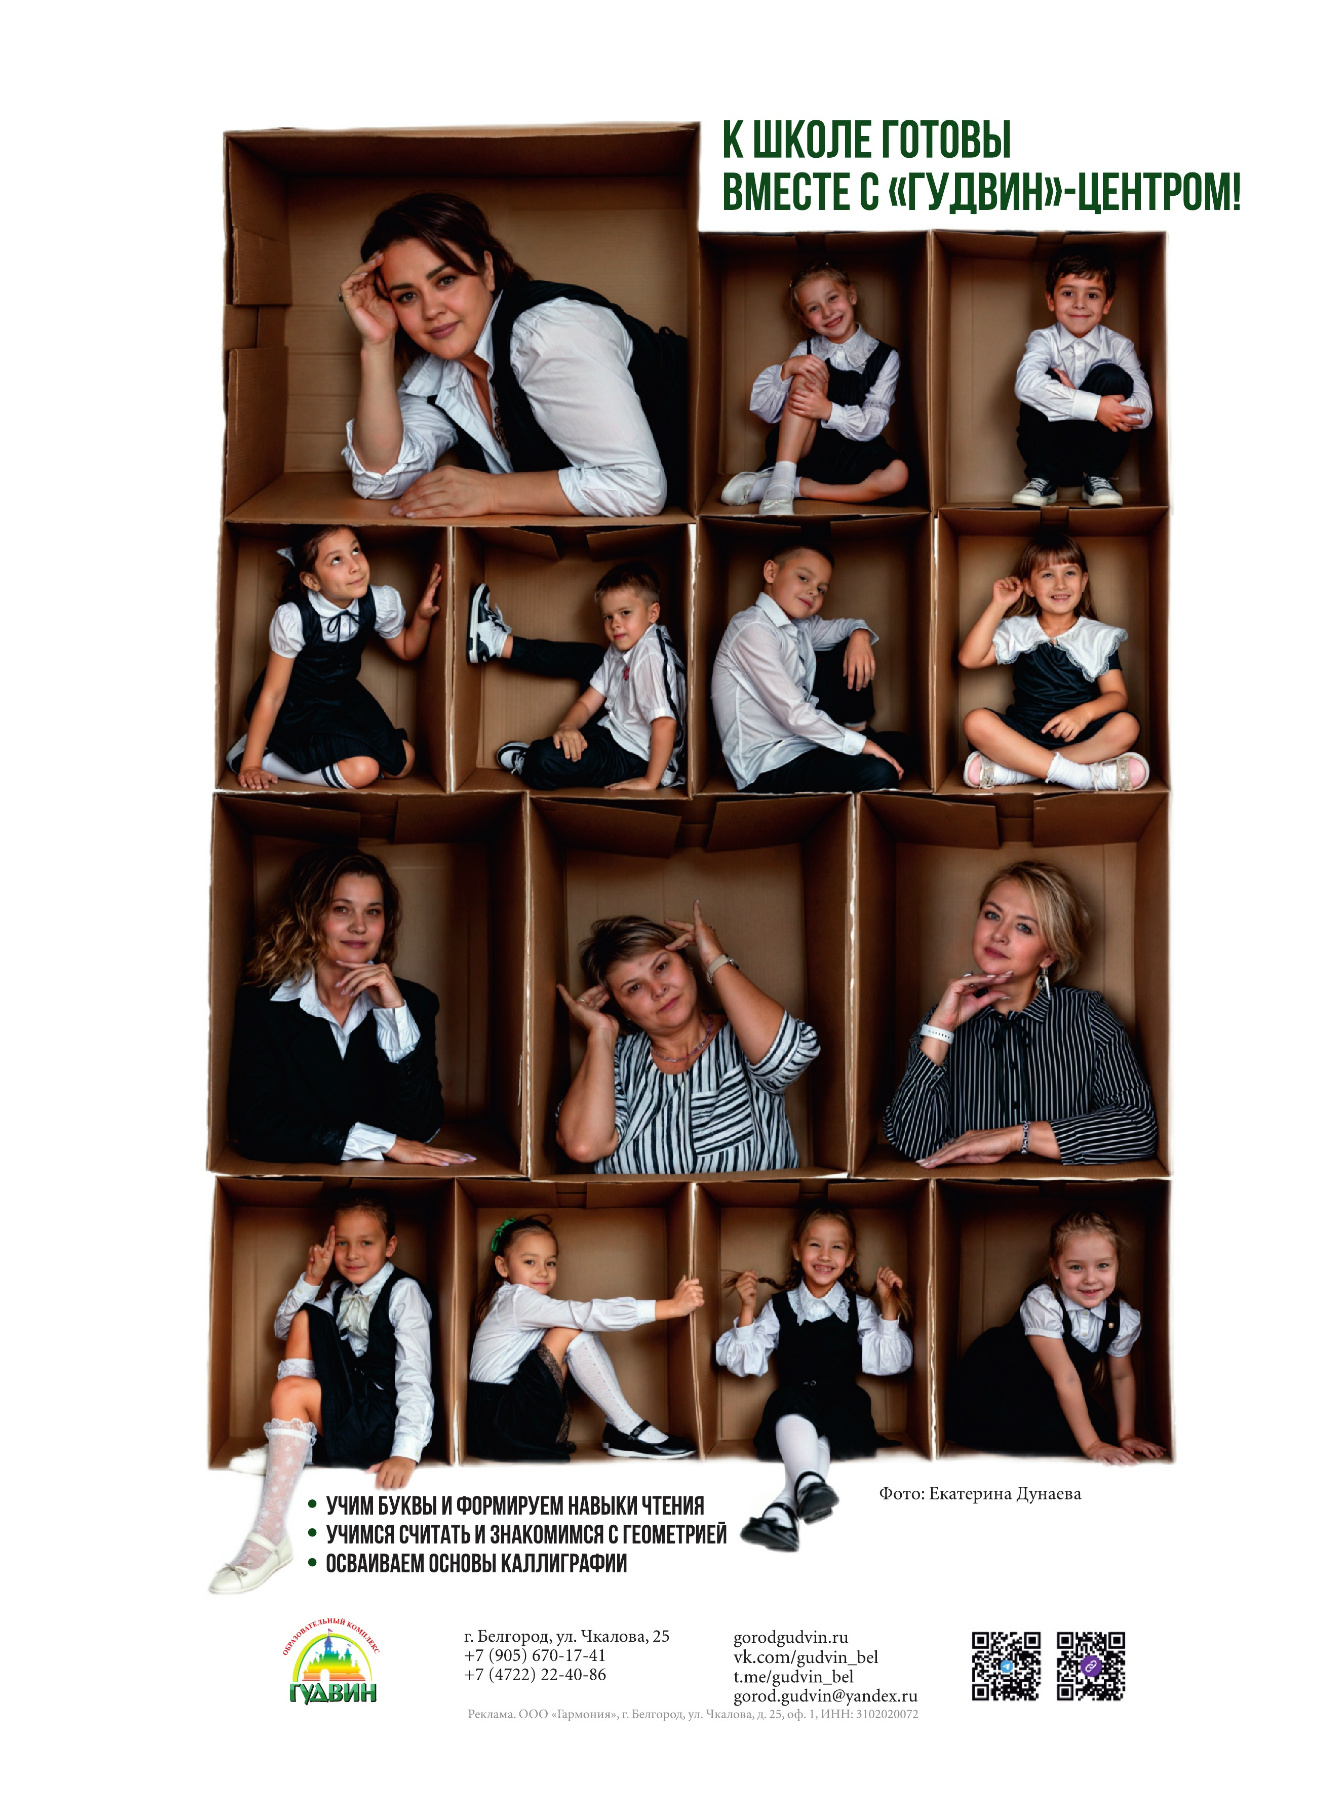 К ШКОЛЕ ГОТОВЫ
ВМЕСТЕ С «ГУДВИН»-ЦЕНТРОМ!
Фото: Екатерина Дунаева
• УЧИМ БУКВЫ И ФОРМИРУЕМ НАВЫКИ ЧТЕНИЯ
• УЧИМСЯ СЧИТАТЬ И ЗНАКОМИМСЯ С ГЕОМЕТРИЕЙ
• ОСВАИВАЕМ ОСНОВЫ КАЛЛИГРАФИИ
ОБРАЗОВАТЕЛЬНЫЙ КОМПЛЕКС
ГУДВИН
г. Белгород, ул. Чкалова, 25
+7 (905) 670-17-41
+7 (4722) 22-40-86
gorodgudvin.ru
vk.com/gudvin_bel
t.me/gudvin_bel
gorod.gudvin@yandex.ru
Реклама. ООО «Гармония», г. Белгород, ул. Чкалова, д. 25, оф. 1, ИНН: 3102020072